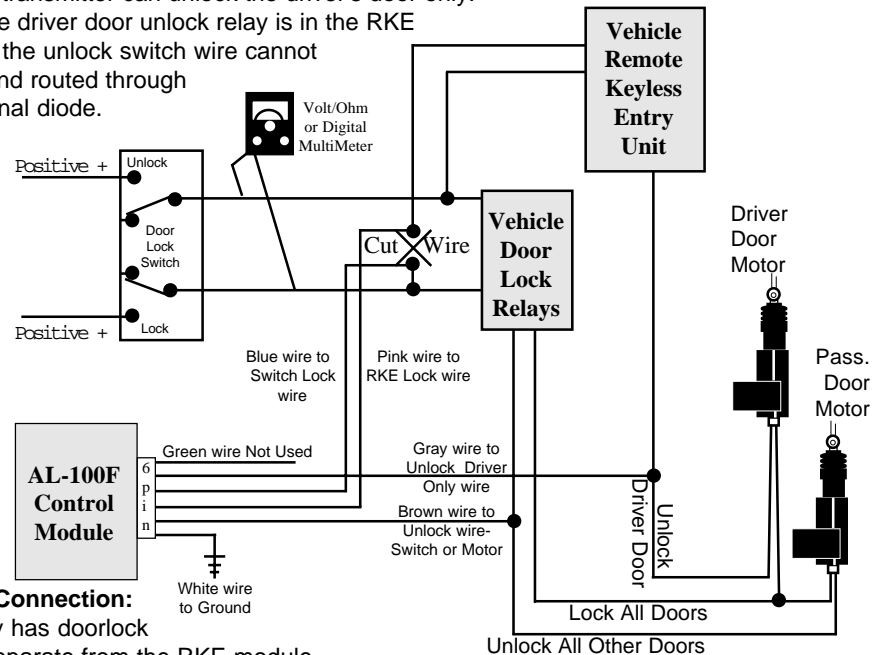 transmitter can unlock the driver's door only.
e driver door unlock relay is in the RKE
the unlock switch wire cannot
nd routed through
nal diode.
Vehicle
Remote
Keyless
Entry
Unit
Volt/Ohm
or Digital
MultiMeter
Positive +
Unlock
Door
Lock
Switch
Lock
Positive +
Cut Wire
Vehicle
Door
Lock
Relays
Driver
Door
Motor
Pass.
Door
Motor
Blue wire to
Switch Lock
wire
Pink wire to
RKE Lock wire
AL-100F
Control
Module
6
p
i
n
Green wire Not Used
Gray wire to
Unlock Driver
Only wire
Brown wire to
Unlock wire-
Switch or Motor
White wire
to Ground
Unlock
Driver Door
Lock All Doors
Unlock All Other Doors
Connection:
y has doorlock
eparate from the RKE module